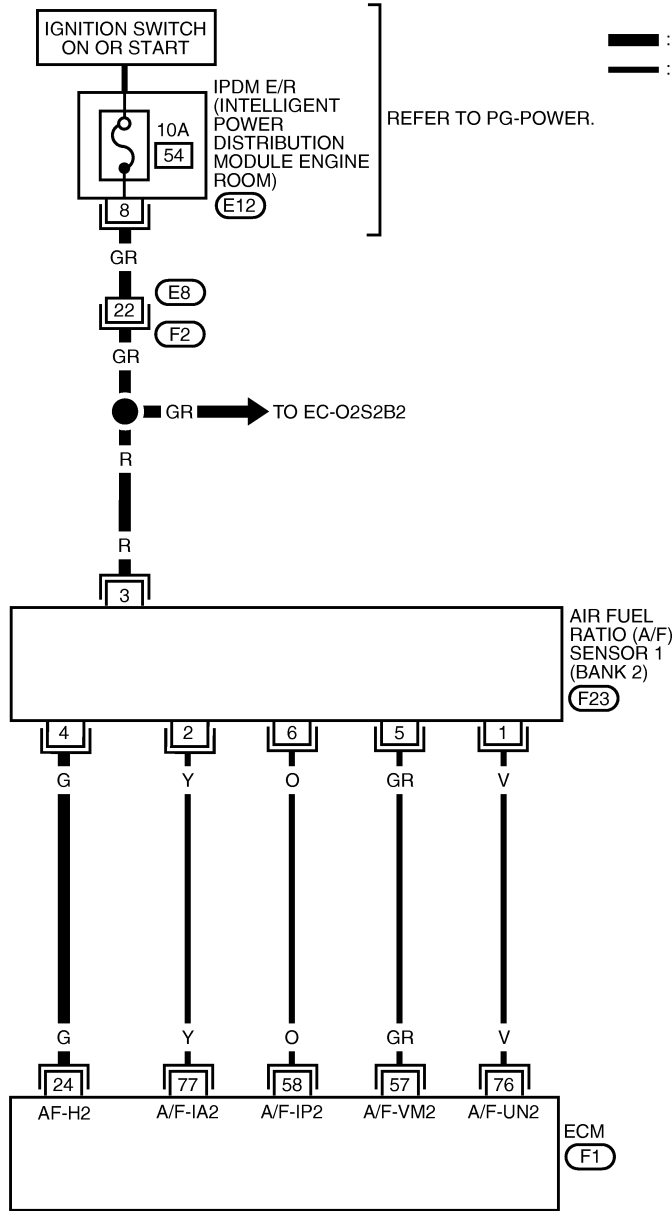 IGNITION SWITCH
ON OR START
:
:
IPDM E/R
(INTELLIGENT
POWER
DISTRIBUTION
MODULE ENGINE
ROOM)
E12
REFER TO PG-POWER.
10A
54
8
GR
E8
22
F2
GR
GR
TO EC-O2S2B2
R
R
3
AIR FUEL
RATIO (A/F)
SENSOR 1
(BANK 2)
F23
4 2 6 5 1
G Y O GR V
G Y O GR V
24 77 58 57 76
AF-H2 A/F-IA2 A/F-IP2 A/F-VM2 A/F-UN2
ECM
F1